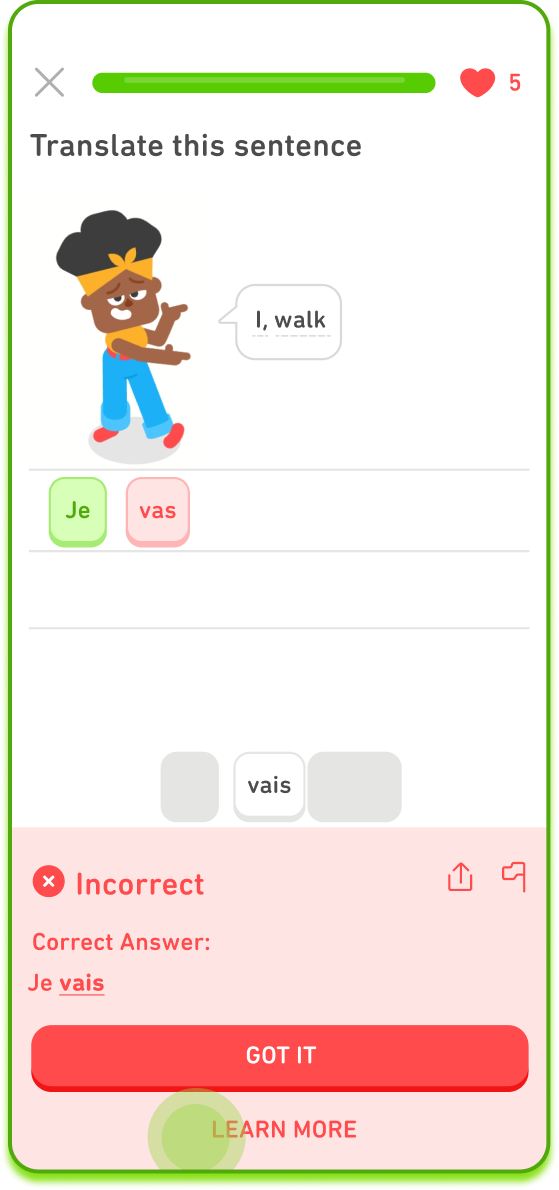 5
Translate this sentence
I, walk
Je vas
vais
Incorrect
Correct Answer:
Je vais
GOT IT
LEARN MORE